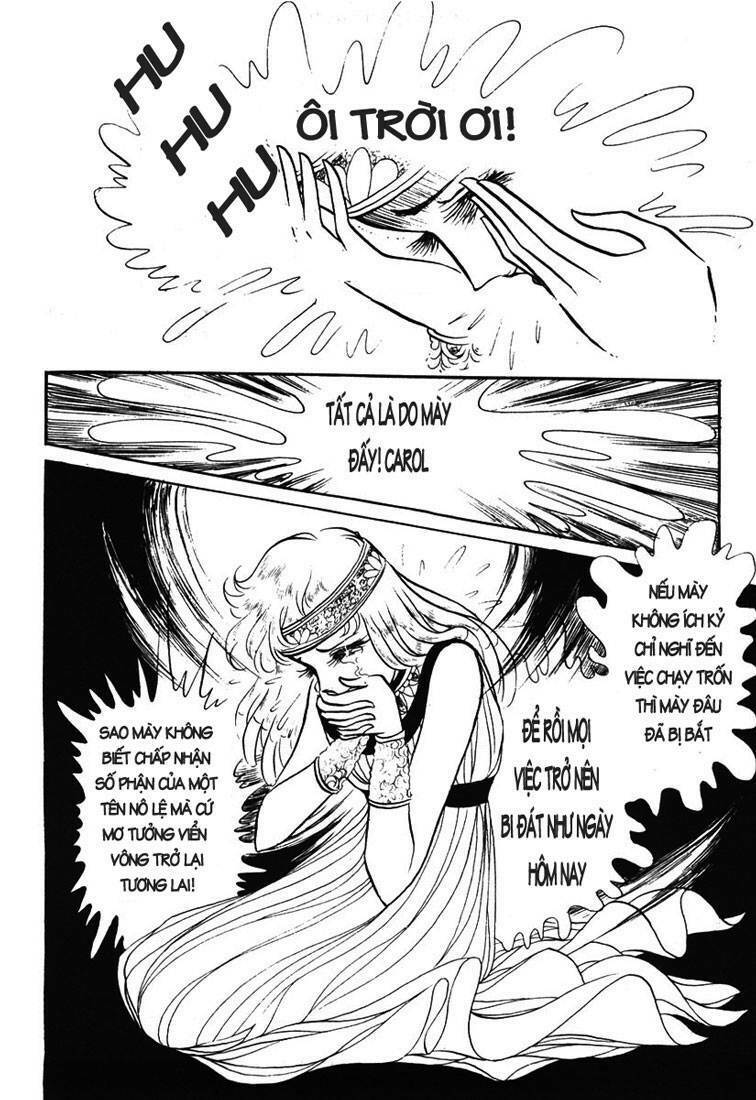 HU
HU
HU
ÔI TRỜI ƠI!
TẤT CẢ LÀ DO MÀY
ĐẤY! CAROL
NẾU MÀY
KHÔNG ÍCH KỶ
CHỈ NGHĨ ĐẾN
VIỆC CHẠY TRỐN
THÌ MÀY ĐÂU
ĐÃ BỊ BẮT
ĐỂ RỒI MỌI
VIỆC TRỞ NÊN
BI ĐÁT NHƯ NGÀY
HÔM NAY
SAO MÀY KHÔNG
BIẾT CHẤP NHẬN
SỐ PHẬN CỦA MỘT
TÊN NÔ LỆ MÀ CỨ
MƠ TƯỞNG VIỂN
VÔNG TRỞ LẠI
TƯƠNG LAI!